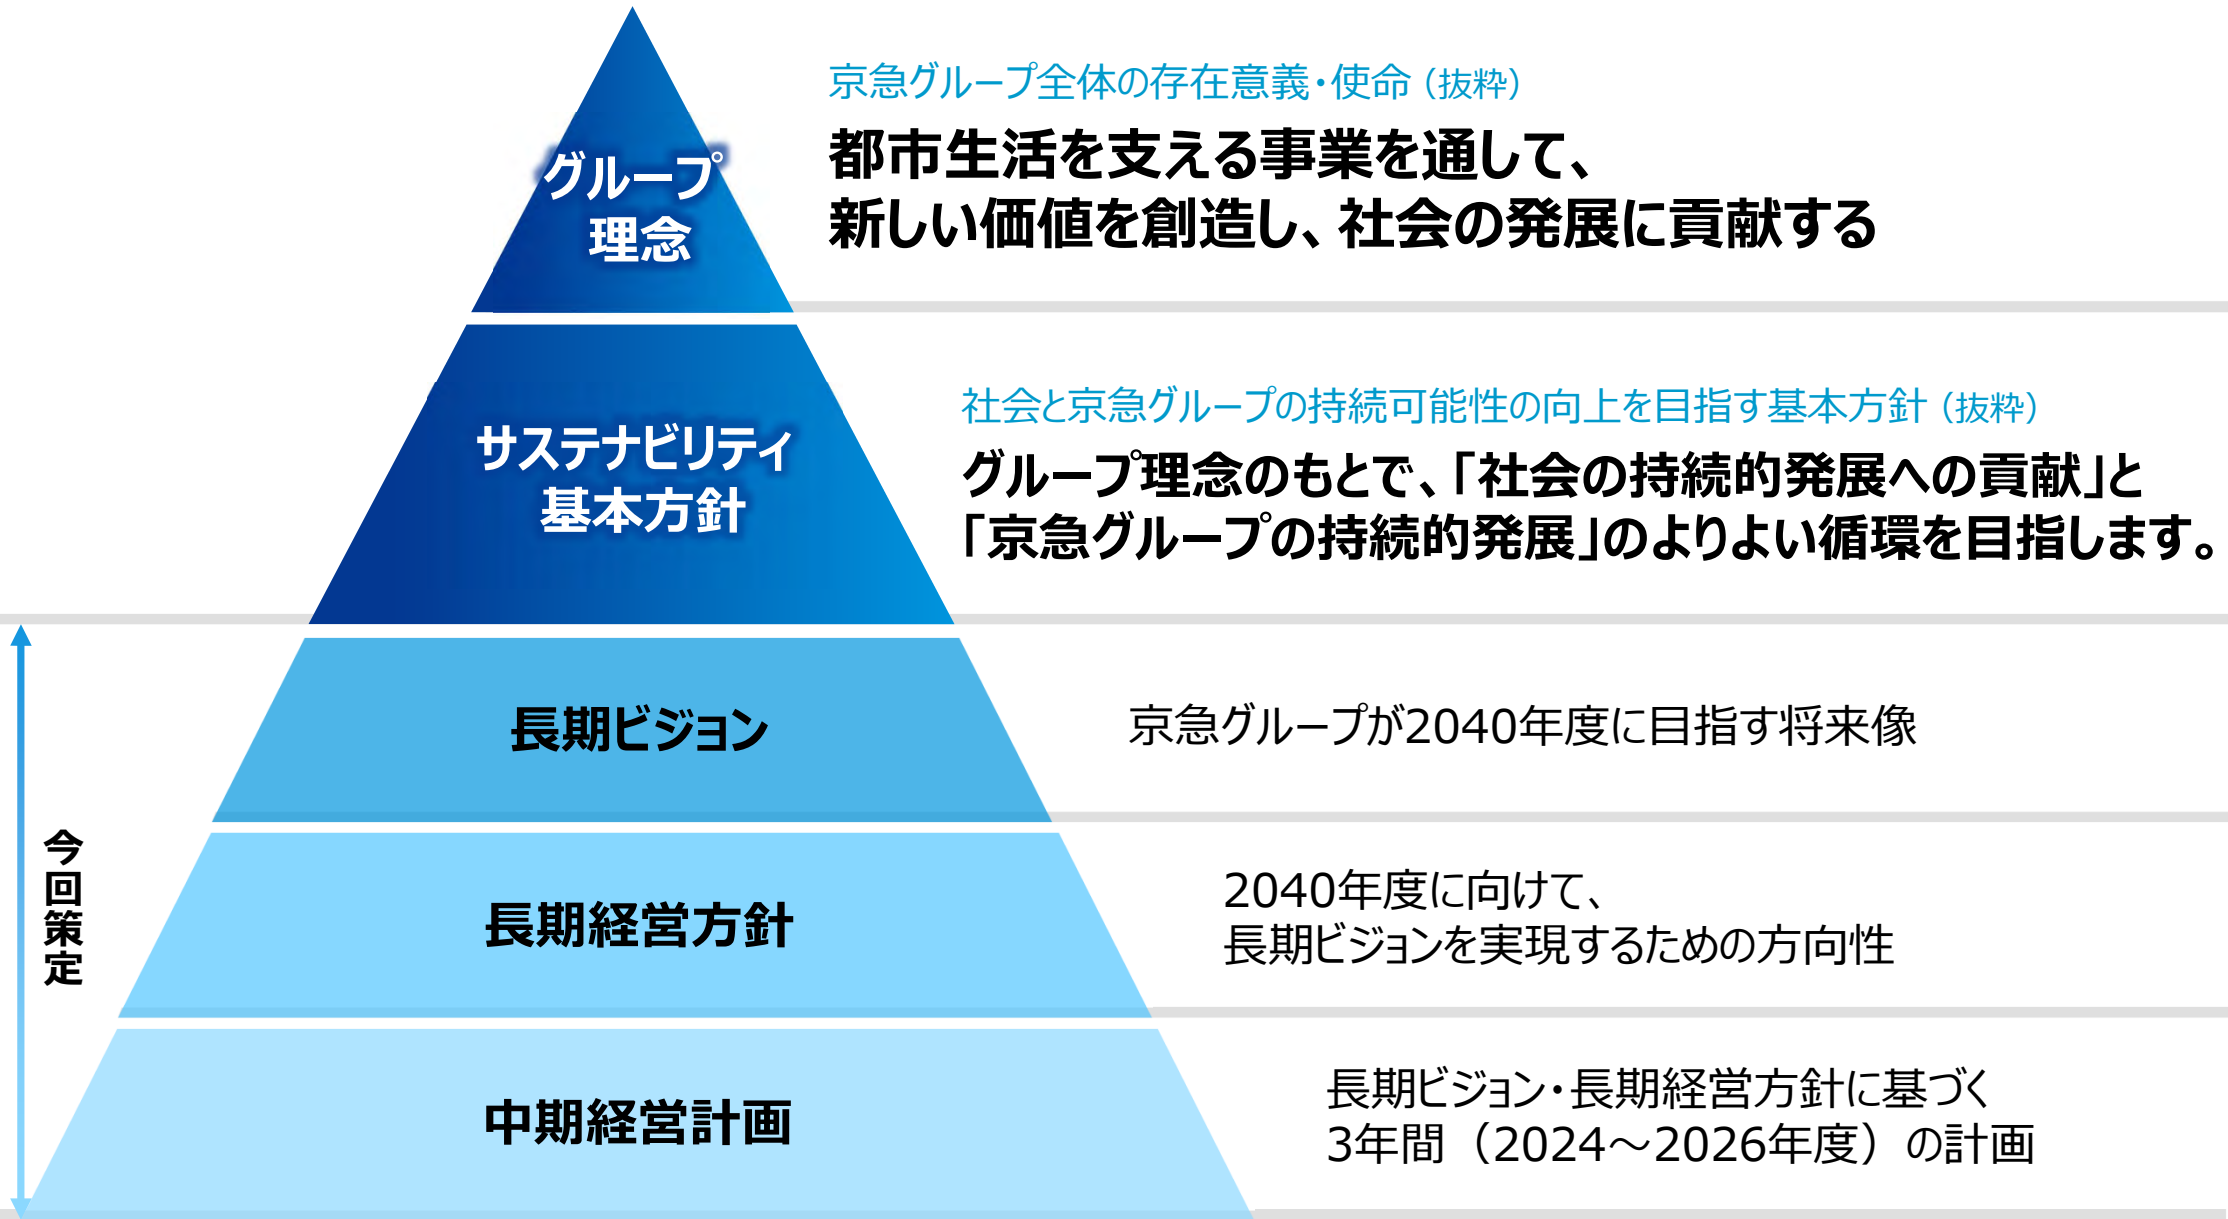 グループ
理念
京急グループ全体の存在意義・使命（抜粋）
都市生活を支える事業を通して、
新しい価値を創造し、社会の発展に貢献する
サステナビリティ
基本方針
社会と京急グループの持続可能性の向上を目指す基本方針（抜粋）
グループ理念のもとで、「社会の持続的発展への貢献」と
「京急グループの持続的発展」のよりよい循環を目指します。
今回策定
長期ビジョン
京急グループが2040年度に目指す将来像
長期経営方針
2040年度に向けて、
長期ビジョンを実現するための方向性
中期経営計画
長期ビジョン・長期経営方針に基づく
3年間（2024～2026年度）の計画